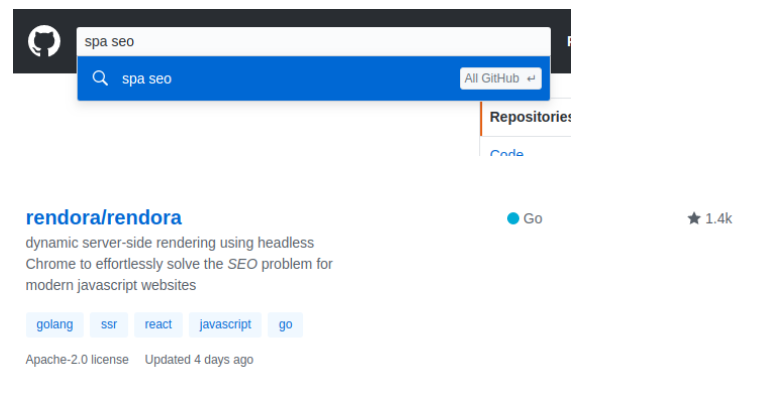 spa seo
spa seo
All GitHub ↵
Repositories
Code
rendora/rendora
Go
1.4k
dynamic server-side rendering using headless
Chrome to effortlessly solve the SEO problem for
modern javascript websites
golang ssr react javascript go
Apache-2.0 license Updated 4 days ago